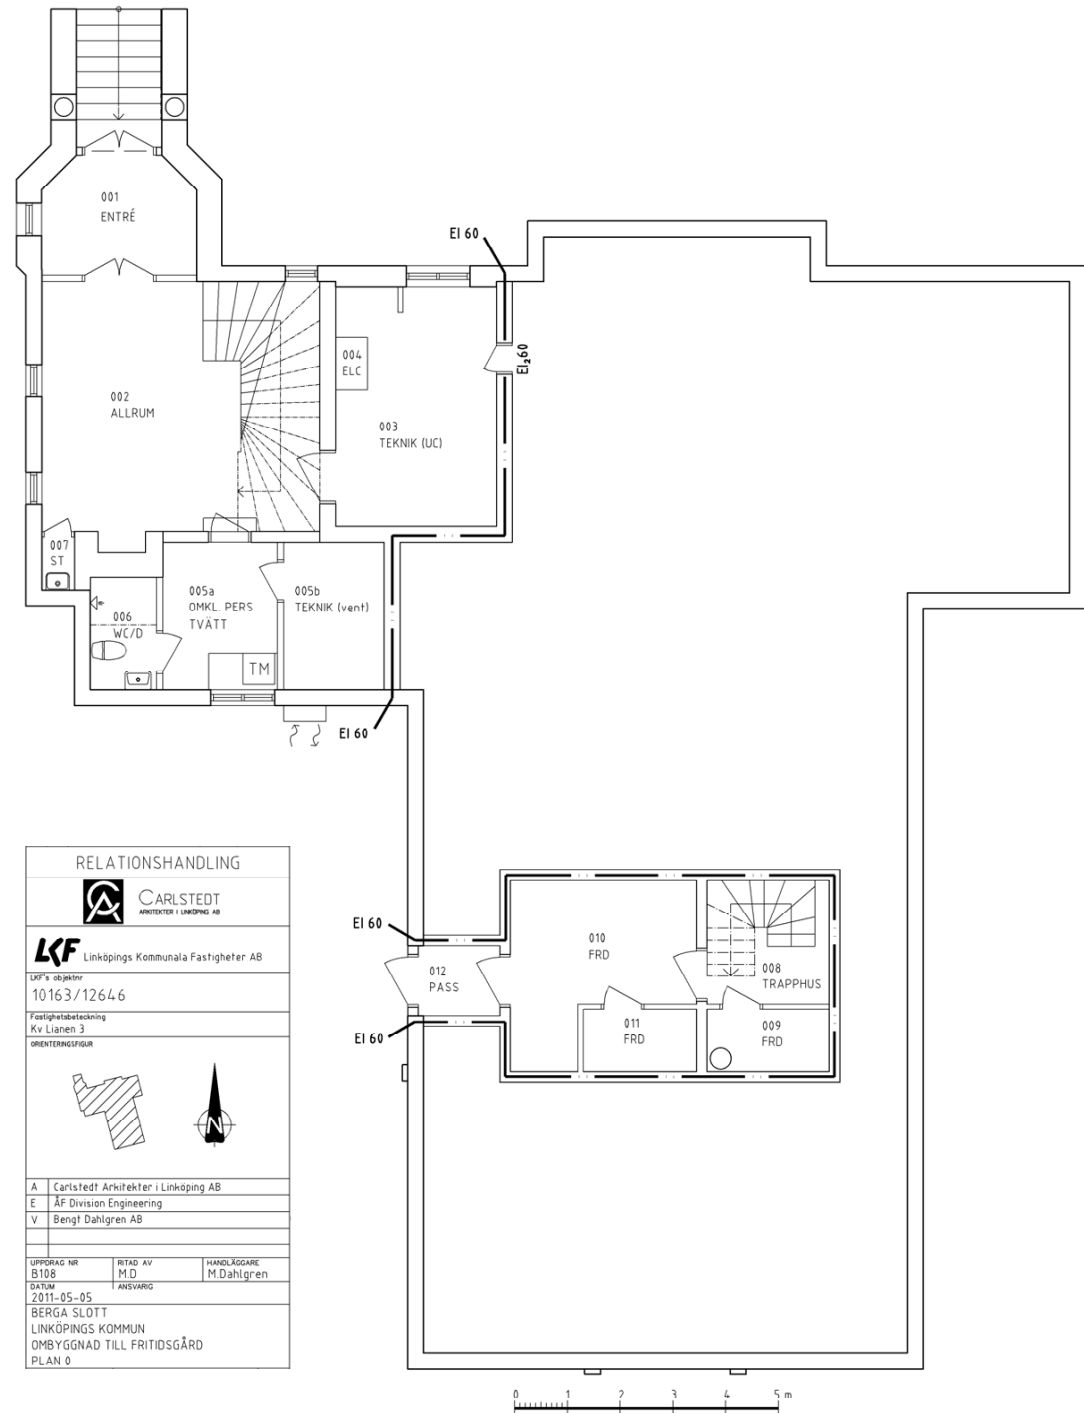 001
ENTRÉ
EI 60
002
ALLRUM
004
ELC
EI₂60
003
TEKNIK (UC)
007
ST
005a
OMKL. PERS
TVÄTT
005b
TEKNIK (vent)
006
WC/D
TM
EI 60
EI 60
012
PASS
010
FRD
008
TRAPPHUS
011
FRD
009
FRD
EI 60
RELATIONSHANDLING
CARLSTEDT
ARKITEKTER I LINKÖPING AB
LKF Linköpings Kommunala Fastigheter AB
LKF's objektnr
10163/12646
Fastighetsbeteckning
Kv Lianen 3
ORIENTERINGSFIGUR
N
A Carlstedt Arkitekter i Linköping AB
E ÅF Division Engineering
V Bengt Dahlgren AB
UPPDRAG NR RITAD AV HANDLÄGGARE
B108 M.D M.Dahlgren
DATUM ANSVARIG
2011-05-05
BERGA SLOTT
LINKÖPINGS KOMMUN
OMBYGGNAD TILL FRITIDSGÅRD
PLAN 0
0 1 2 3 4 5 m